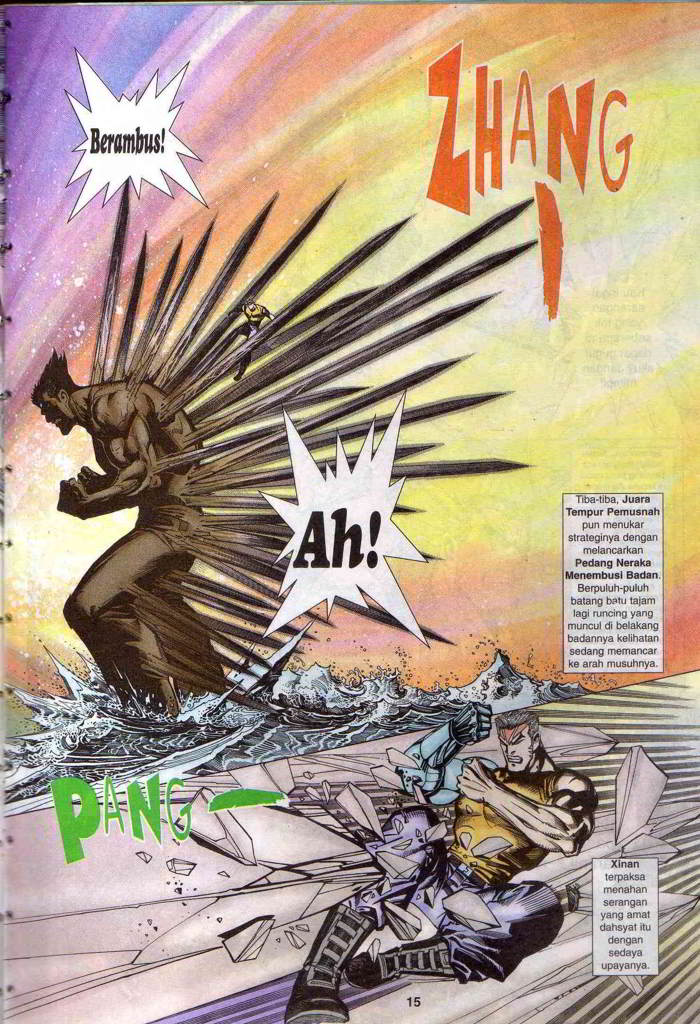 Berambus!
ZHANG
Ah!
Tiba-tiba, Juara
Tempur Pemusnah
pun menukar
strateginya dengan
melancarkan
Pedang Neraka
Menembusi Badan.
Berpuluh-puluh
batang batu tajam
lagi runcing yang
muncul di belakang
badannya kelihatan
sedang memancar
ke arah musuhnya.
PANG—
Xinan
terpaksa
menahan
serangan
yang amat
dahsyat itu
dengan
sedaya
upayanya.
15